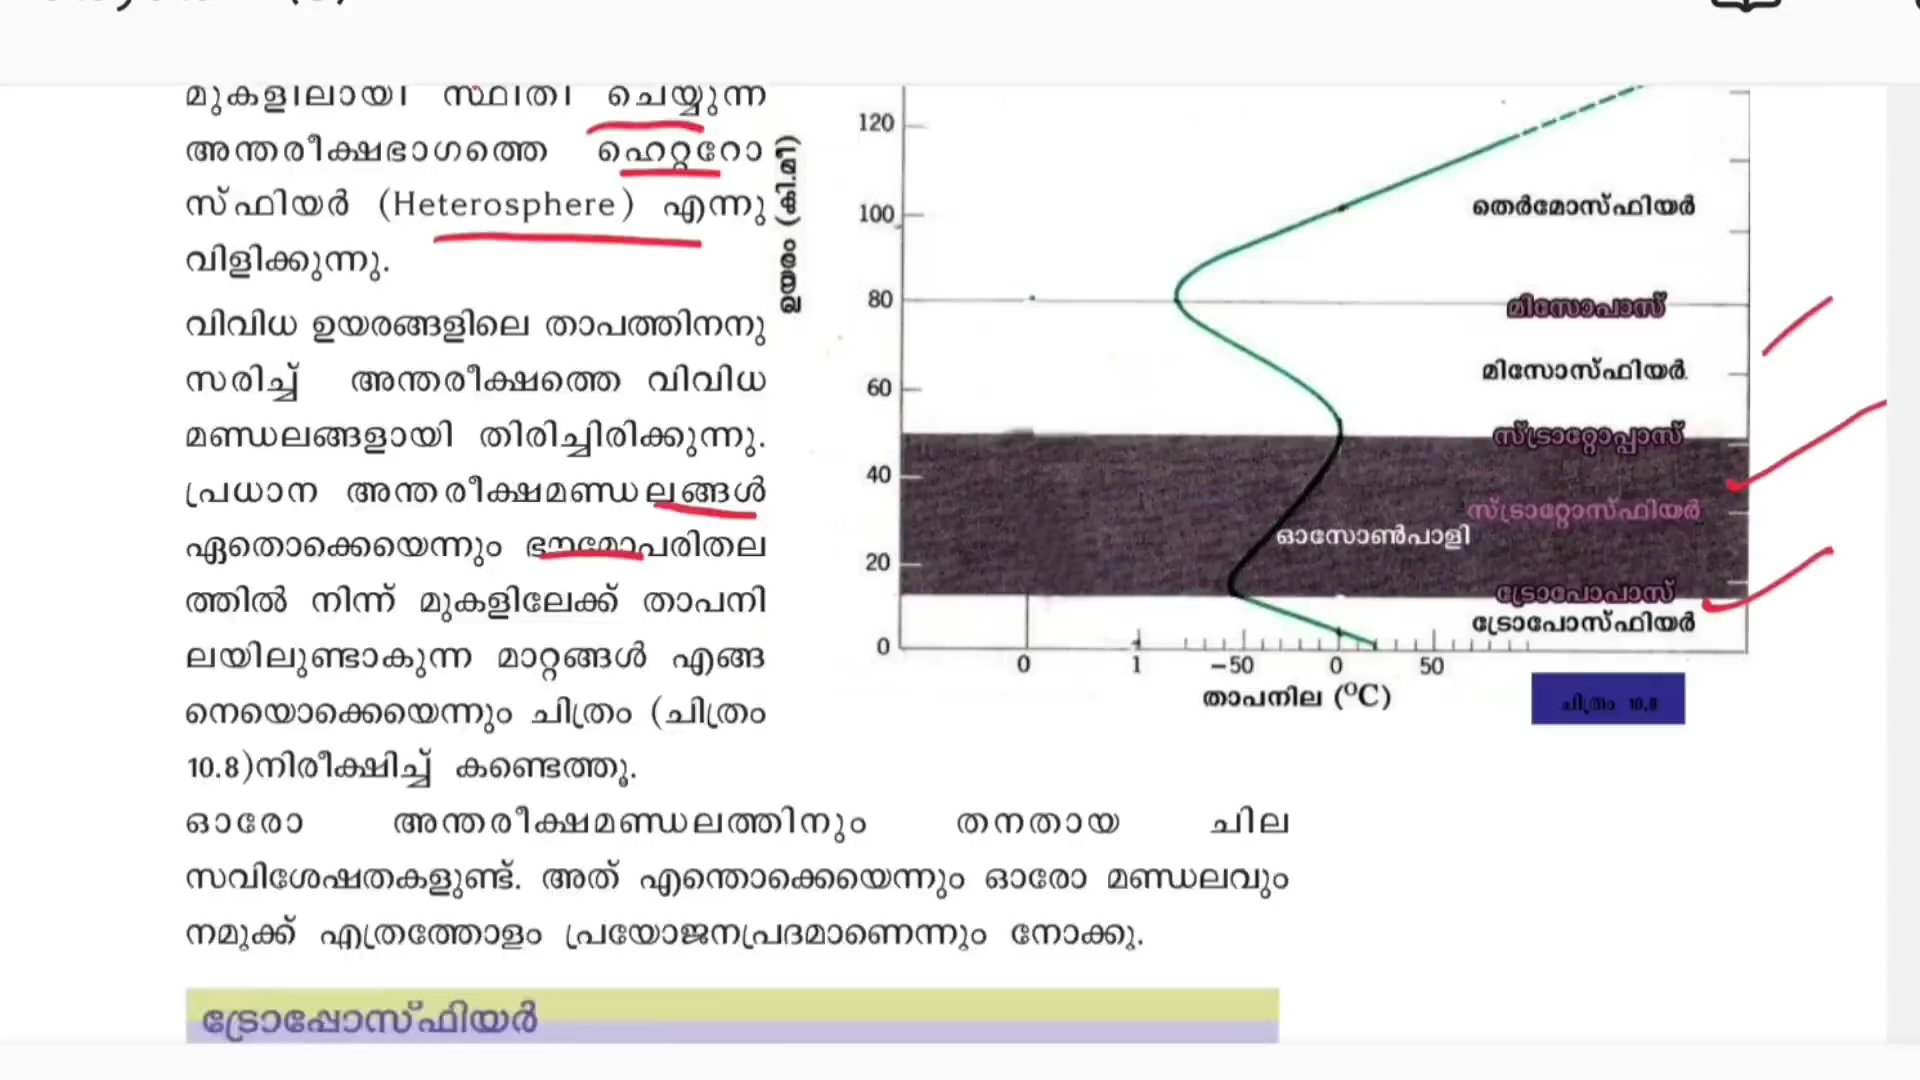 മുകളിലായി സ്ഥിതി ചെയ്യുന്ന
അന്തരീക്ഷഭാഗത്തെ ഹെറ്ററോ
സ്ഫിയർ (Heterosphere) എന്നു
വിളിക്കുന്നു.
വിവിധ ഉയരങ്ങളിലെ താപത്തിനനു
സരിച്ച് അന്തരീക്ഷത്തെ വിവിധ
മണ്ഡലങ്ങളായി തിരിച്ചിരിക്കുന്നു.
പ്രധാന അന്തരീക്ഷമണ്ഡലങ്ങൾ
ഏതൊക്കെയെന്നും ഭൗമോപരിതല
ത്തിൽ നിന്ന് മുകളിലേക്ക് താപനി
ലയിലുണ്ടാകുന്ന മാറ്റങ്ങൾ എങ്ങ
നെയൊക്കെയെന്നും ചിത്രം (ചിത്രം
10.8)നിരീക്ഷിച്ച് കണ്ടെത്തൂ.
ഉയരം (കി.മീ)
120
100
80
60
40
20
0
തെർമോസ്ഫിയർ
മിസോപാസ്
മിസോസ്ഫിയർ
സ്ട്രാറ്റോപ്പാസ്
സ്ട്രാറ്റോസ്ഫിയർ
ഓസോൺപാളി
ട്രോപോപാസ്
ട്രോപോസ്ഫിയർ
0 1 −50 0 50
താപനില (⁰C)
ചിത്രം 10.8
ഓരോ അന്തരീക്ഷമണ്ഡലത്തിനും തനതായ ചില
സവിശേഷതകളുണ്ട്. അത് എന്തൊക്കെയെന്നും ഓരോ മണ്ഡലവും
നമുക്ക് എത്രത്തോളം പ്രയോജനപ്രദമാണെന്നും നോക്കൂ.
ട്രോപ്പോസ്ഫിയർ